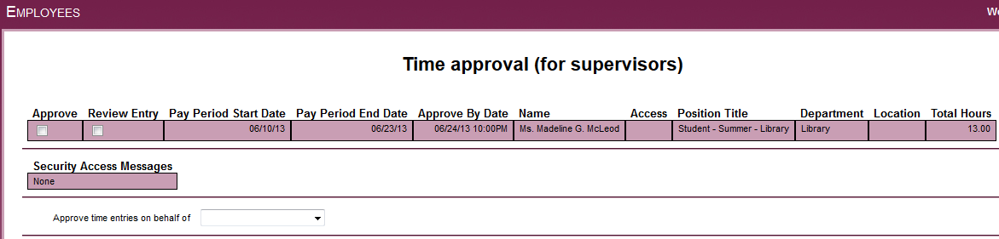 EMPLOYEES
Time approval (for supervisors)
Approve Review Entry Pay Period Start Date Pay Period End Date Approve By Date Name Access Position Title Department Location Total Hours
06/10/13 06/23/13 06/24/13 10:00PM Ms. Madeline G. McLeod Student - Summer - Library Library 13.00
Security Access Messages
None
Approve time entries on behalf of